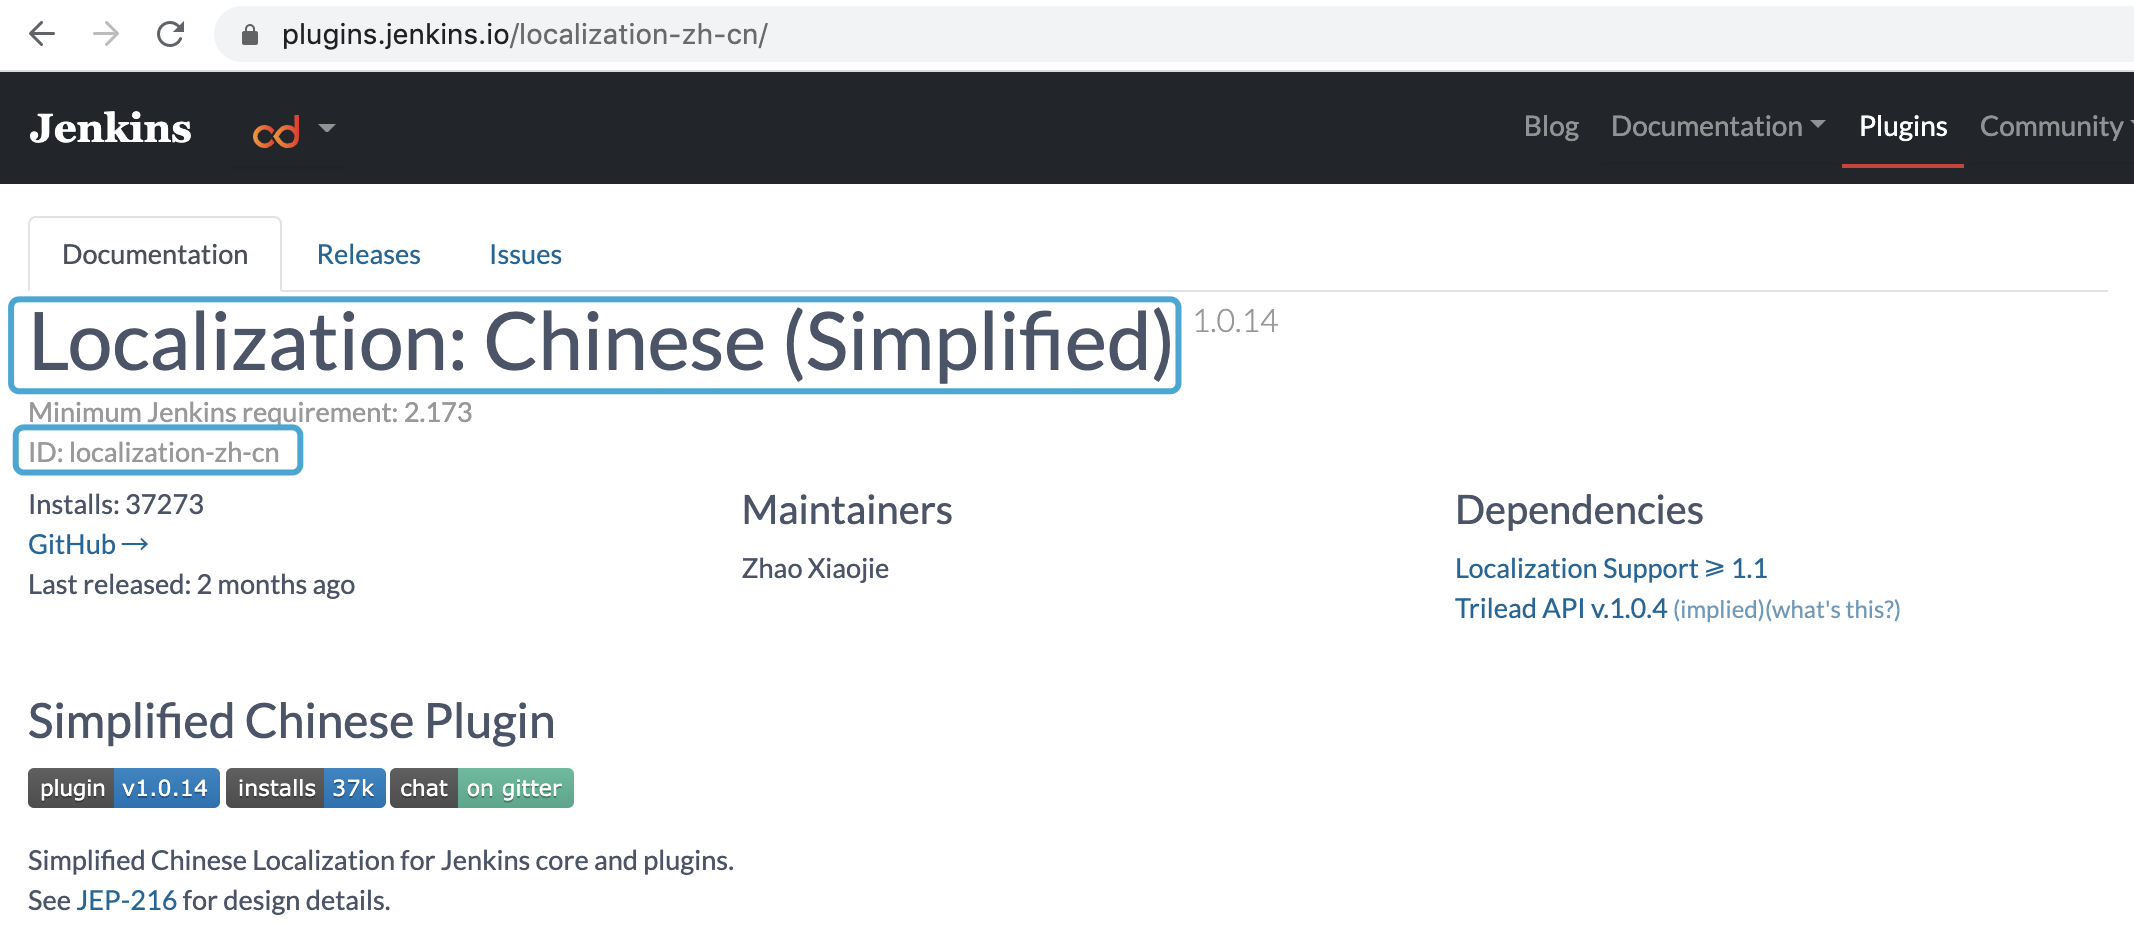 plugins.jenkins.io/localization-zh-cn/
Jenkins
Blog Documentation Plugins Community
Documentation Releases Issues
Localization: Chinese (Simplified) 1.0.14
Minimum Jenkins requirement: 2.173
ID: localization-zh-cn
Installs: 37273
GitHub →
Last released: 2 months ago
Maintainers
Zhao Xiaojie
Dependencies
Localization Support ⩾ 1.1
Trilead API v.1.0.4 (implied)(what's this?)
Simplified Chinese Plugin
plugin v1.0.14 installs 37k chat on gitter
Simplified Chinese Localization for Jenkins core and plugins.
See JEP-216 for design details.